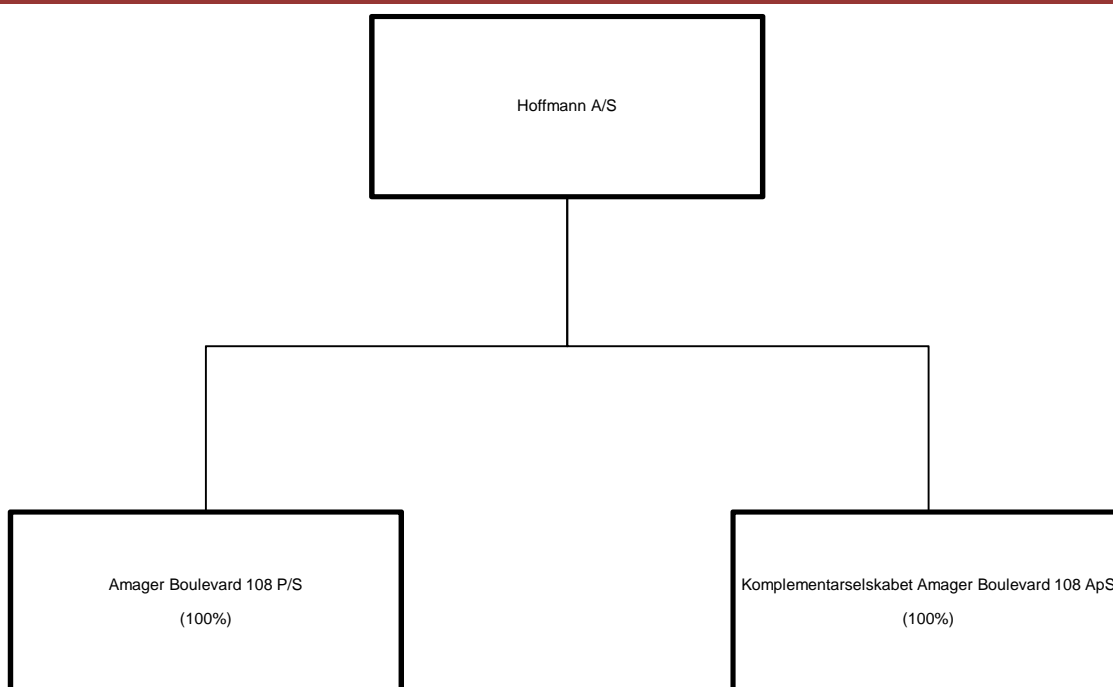 Hoffmann A/S
Amager Boulevard 108 P/S
(100%)
Komplementarselskabet Amager Boulevard 108 ApS
(100%)